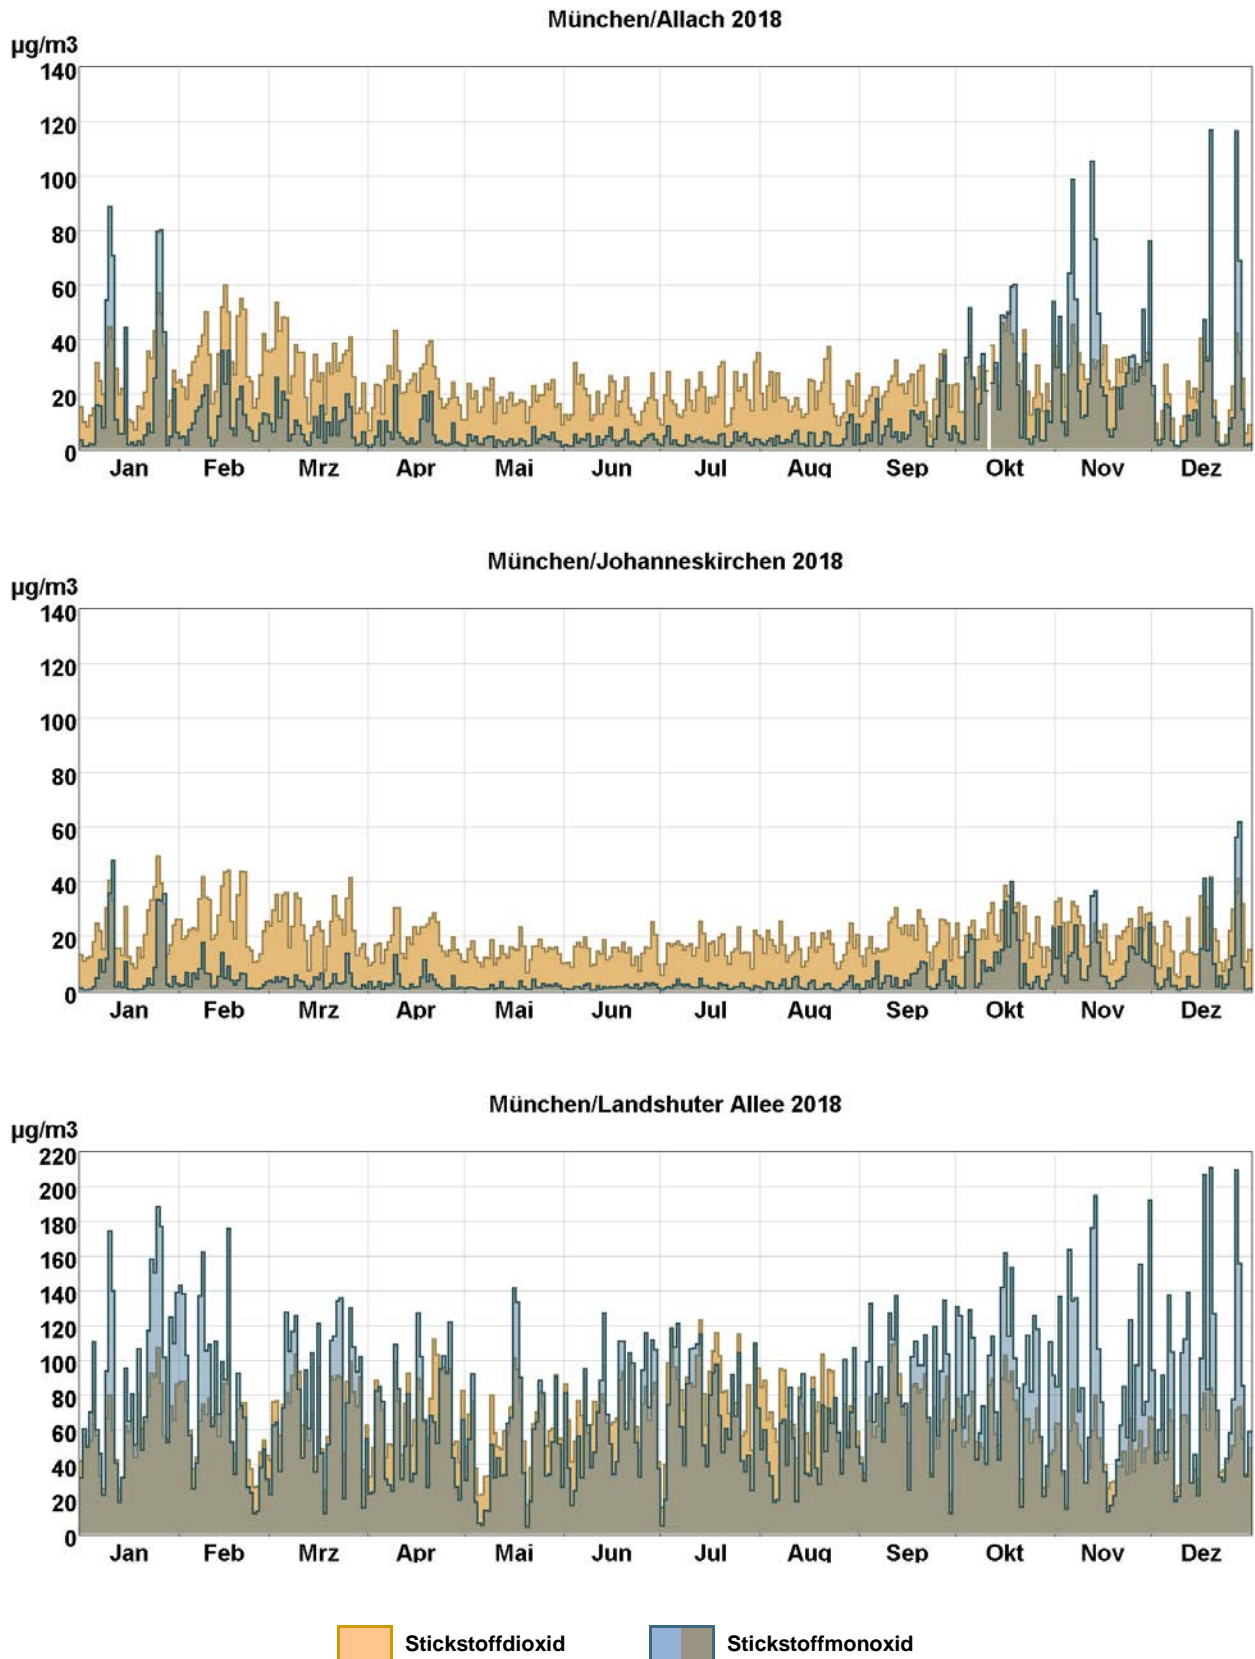 München/Allach 2018
µg/m3
140
120
100
80
60
40
20
0
Jan Feb Mrz Apr Mai Jun Jul Aug Sep Okt Nov Dez
München/Johanneskirchen 2018
µg/m3
140
120
100
80
60
40
20
0
Jan Feb Mrz Apr Mai Jun Jul Aug Sep Okt Nov Dez
München/Landshuter Allee 2018
µg/m3
220
200
180
160
140
120
100
80
60
40
20
0
Jan Feb Mrz Apr Mai Jun Jul Aug Sep Okt Nov Dez
Stickstoffdioxid Stickstoffmonoxid